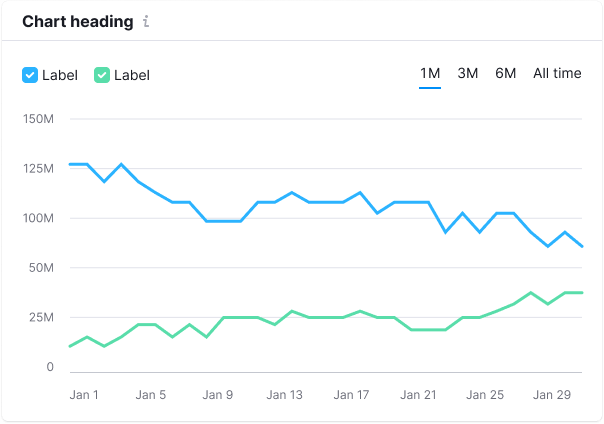 Chart heading i
Label Label 1M 3M 6M All time
150M
125M
100M
50M
25M
0
Jan 1 Jan 5 Jan 9 Jan 13 Jan 17 Jan 21 Jan 25 Jan 29